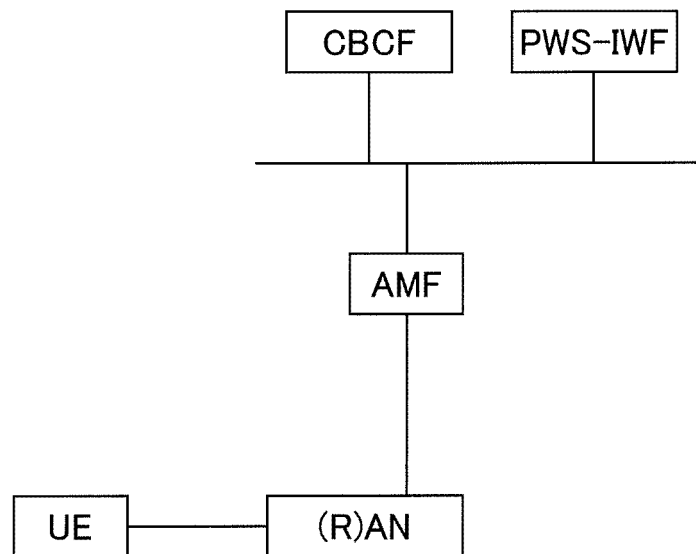 CBCF
PWS-IWF
AMF
UE
(R)AN